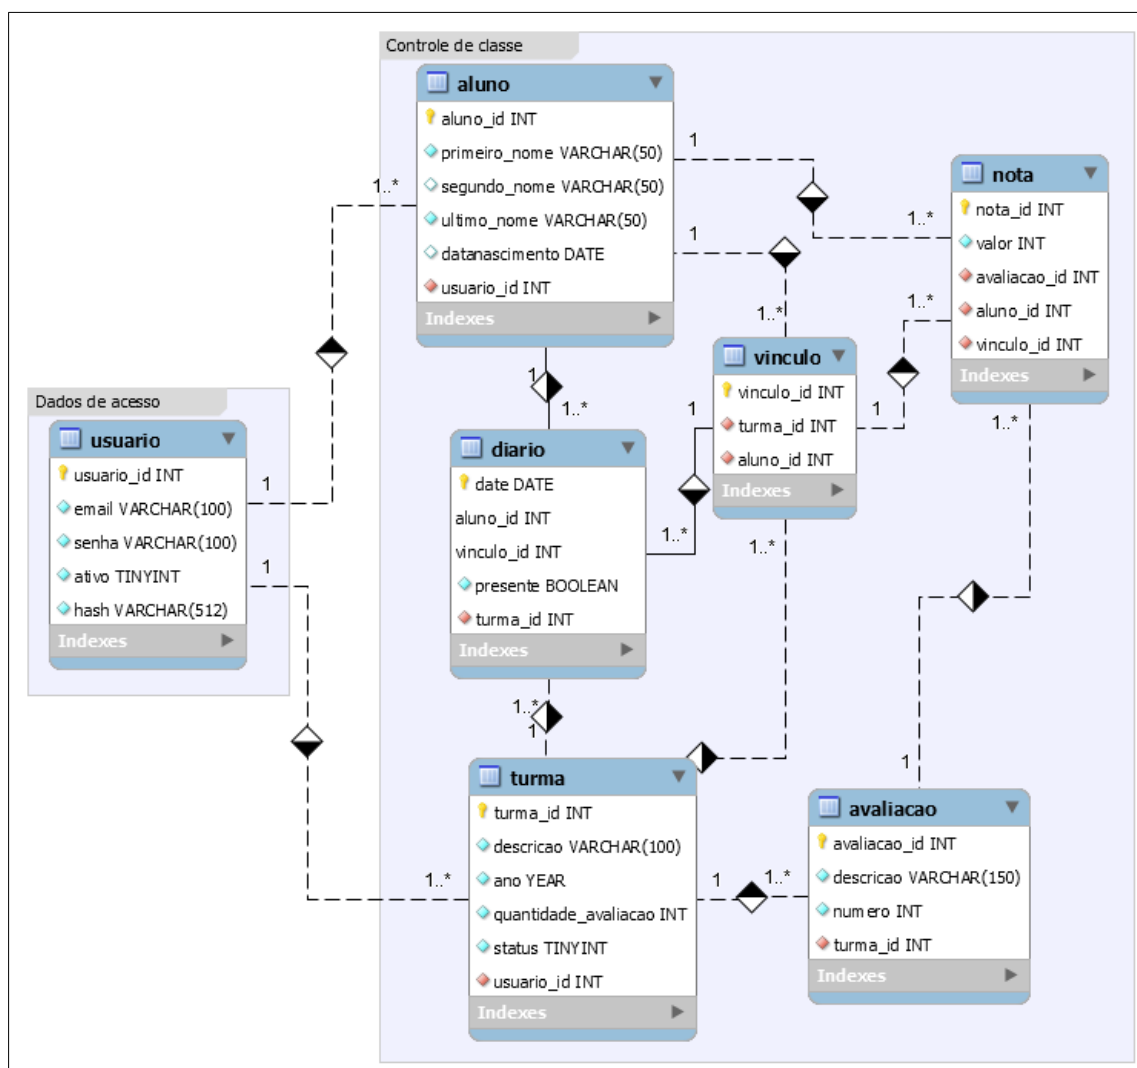 Controle de classe
aluno
aluno_id INT
primeiro_nome VARCHAR(50)
segundo_nome VARCHAR(50)
ultimo_nome VARCHAR(50)
datanascimento DATE
usuario_id INT
Indexes
1
1..*
1
1..*
1..*
nota
nota_id INT
valor INT
avaliacao_id INT
aluno_id INT
vinculo_id INT
Indexes
1..*
1..*
vinculo
vinculo_id INT
turma_id INT
aluno_id INT
Indexes
1
1
1..*
1..*
Dados de acesso
usuario
usuario_id INT
email VARCHAR(100)
senha VARCHAR(100)
ativo TINYINT
hash VARCHAR(512)
Indexes
1
1
1
1..*
diario
date DATE
aluno_id INT
vinculo_id INT
presente BOOLEAN
turma_id INT
Indexes
1..*
1
turma
turma_id INT
descricao VARCHAR(100)
ano YEAR
quantidade_avaliacao INT
status TINYINT
usuario_id INT
Indexes
1..*
1
1..*
1
avaliacao
avaliacao_id INT
descricao VARCHAR(150)
numero INT
turma_id INT
Indexes